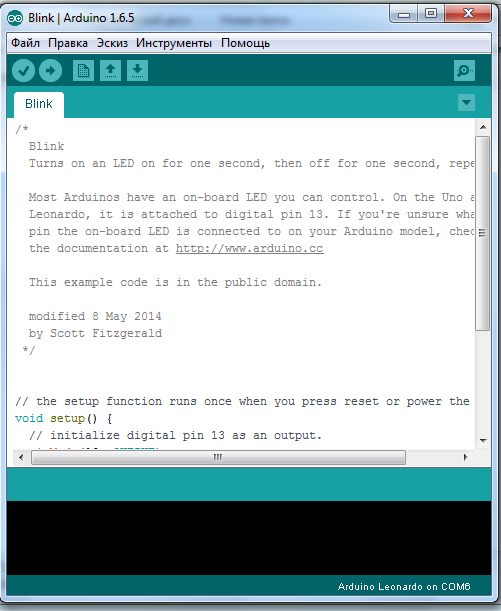 Blink | Arduino 1.6.5
Файл Правка Эскиз Инструменты Помощь
Blink
/*
Blink
Turns on an LED on for one second, then off for one second, repe
Most Arduinos have an on-board LED you can control. On the Uno a
Leonardo, it is attached to digital pin 13. If you're unsure wha
pin the on-board LED is connected to on your Arduino model, chec
the documentation at http://www.arduino.cc
This example code is in the public domain.
modified 8 May 2014
by Scott Fitzgerald
*/
// the setup function runs once when you press reset or power the
void setup() {
// initialize digital pin 13 as an output.
Arduino Leonardo on COM6